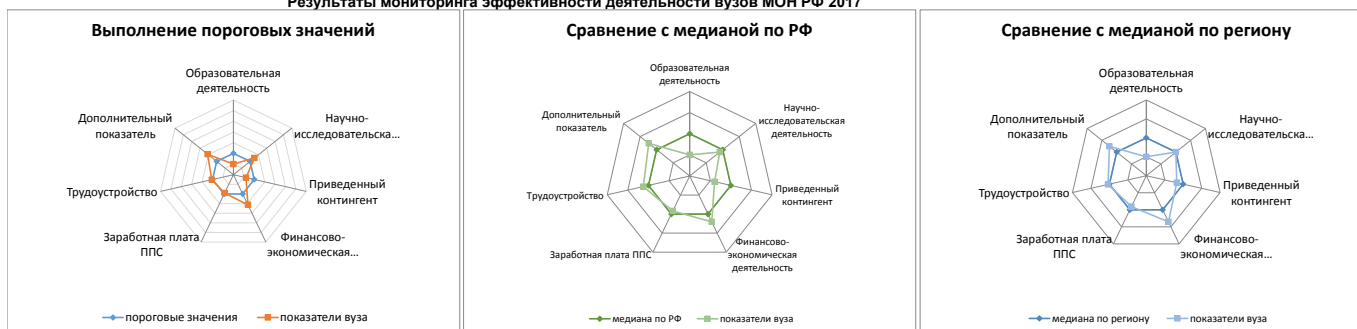 Результаты мониторинга эффективности деятельности вузов МОН РФ 2017
Выполнение пороговых значений
Образовательная
деятельность
Научно-
исследовательска...
Приведенный
контингент
Финансово-
экономическая...
Заработная плата
ППС
Трудоустройство
Дополнительный
показатель
пороговые значения
показатели вуза
Сравнение с медианой по РФ
Образовательная
деятельность
Научно-
исследовательская
деятельность
Приведенный
контингент
Финансово-
экономическая
деятельность
Заработная плата ППС
Трудоустройство
Дополнительный
показатель
медиана по РФ
показатели вуза
Сравнение с медианой по региону
Образовательная
деятельность
Научно-
исследовательска...
Приведенный
контингент
Финансово-
экономическая...
Заработная плата
ППС
Трудоустройство
Дополнительный
показатель
медиана по региону
показатели вуза